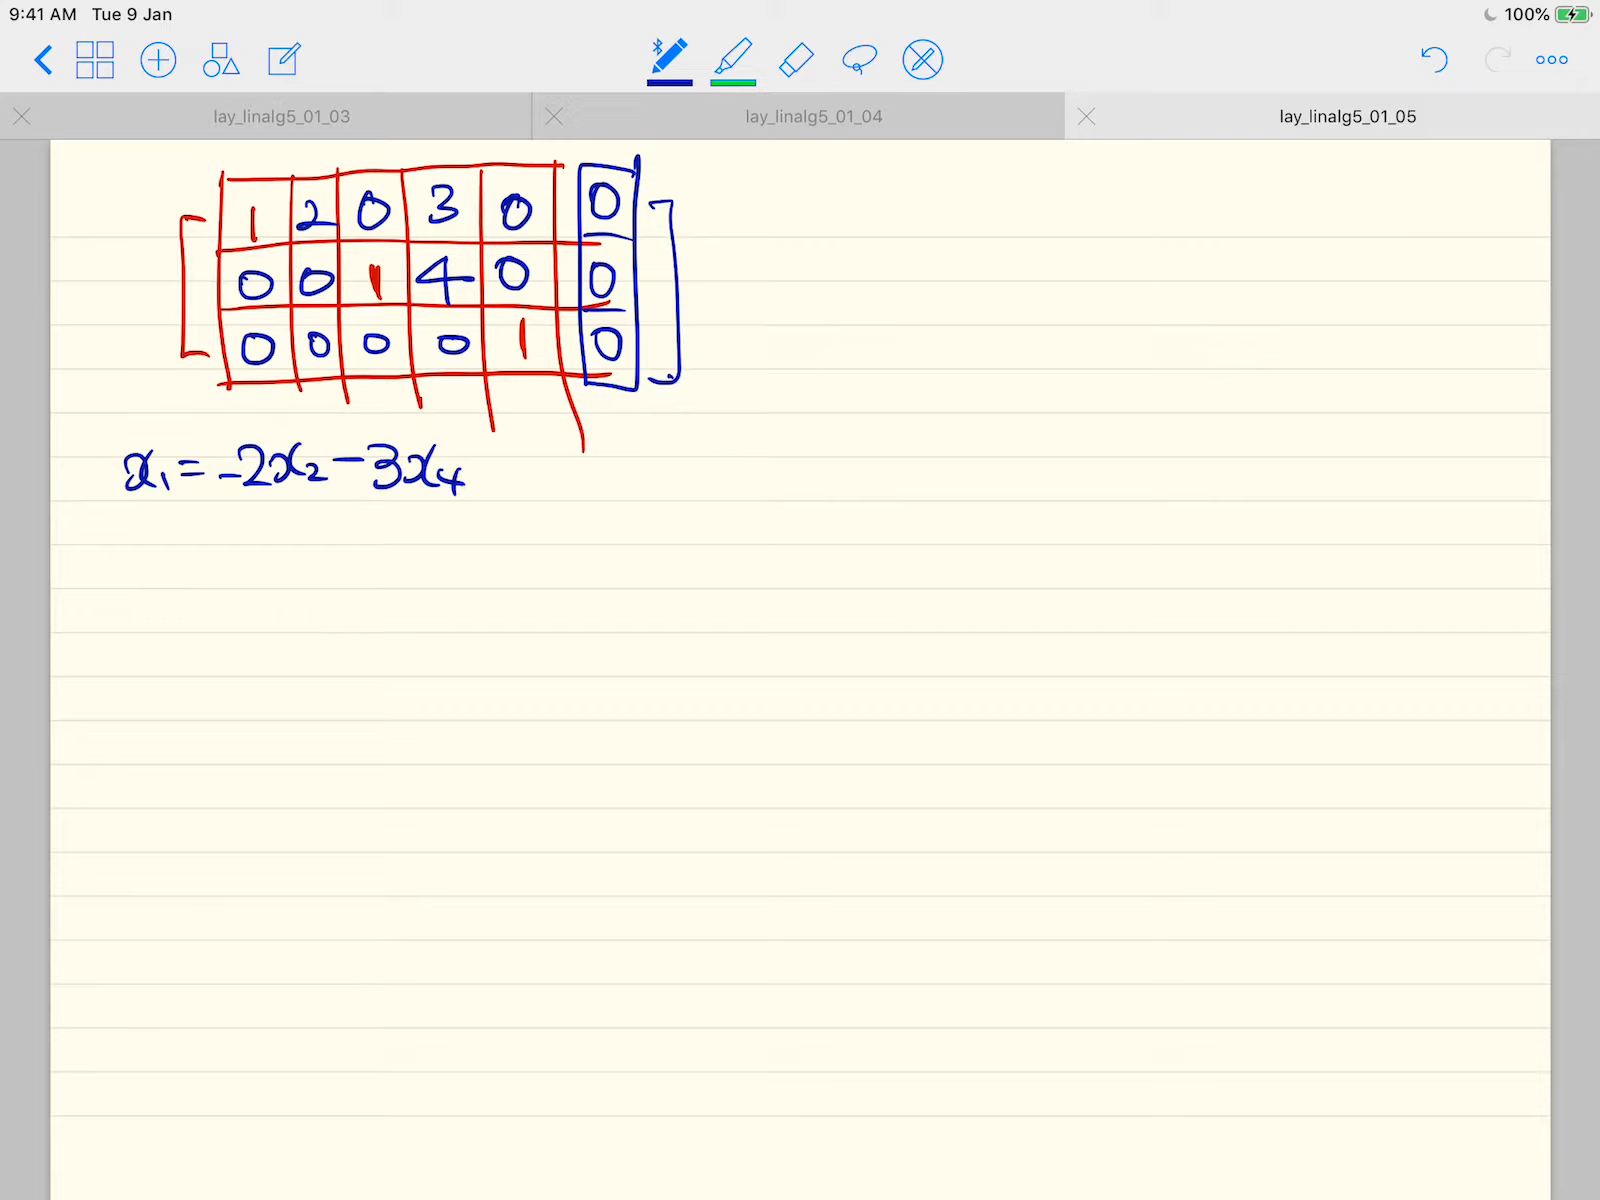 9:41 AM Tue 9 Jan 100%
lay_linalg5_01_03 lay_linalg5_01_04 lay_linalg5_01_05
1 2 0 3 0 0
0 0 1 4 0 0
0 0 0 0 1 0
x₁ = -2x₂ - 3x₄